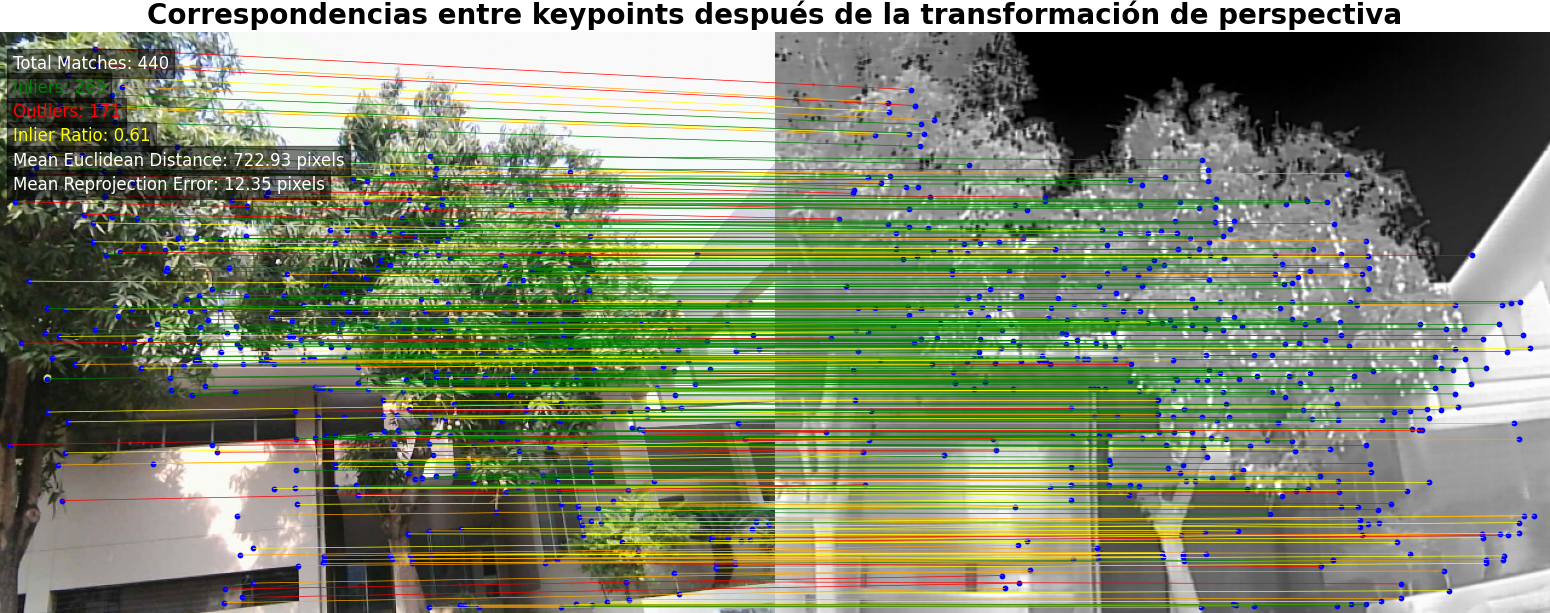 Correspondencias entre keypoints después de la transformación de perspectiva
Total Matches: 440
Inliers:
Outliers: 171
Inlier Ratio: 0.61
Mean Euclidean Distance: 722.93 pixels
Mean Reprojection Error: 12.35 pixels